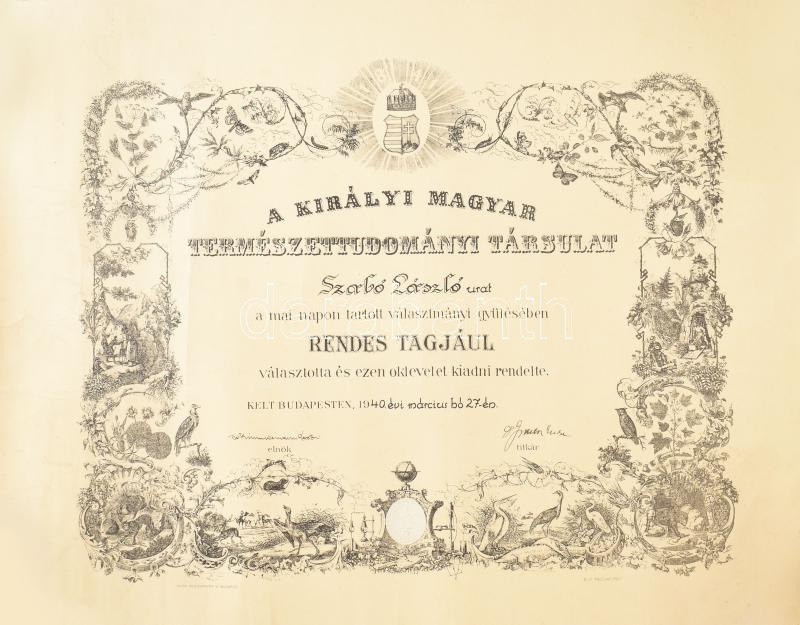 A KIRÁLYI MAGYAR
TERMÉSZETTUDOMÁNYI TÁRSULAT
Szabó László urat
a mai napon tartott választmányi gyűlésében
RENDES TAGJÁUL
választotta és ezen oklevelet kiadni rendelte.
KELT BUDAPESTEN, 1940. évi március hó 27-én.
elnök
titkár